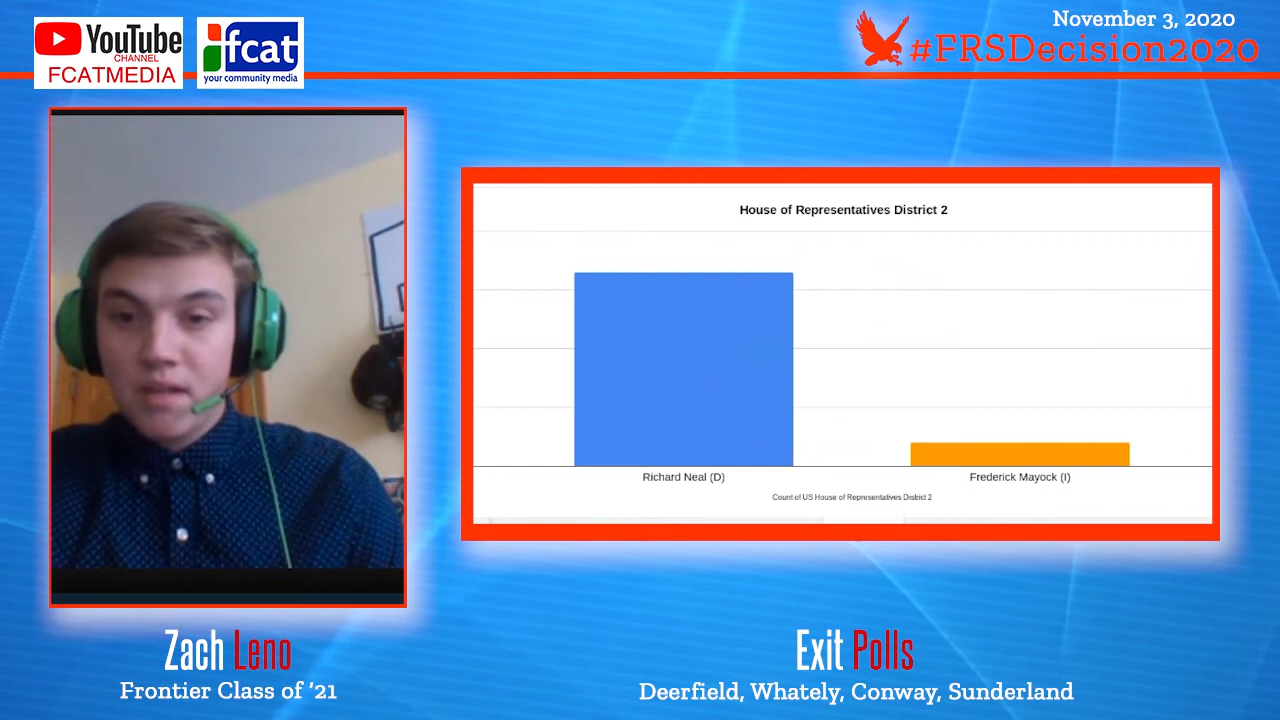 YouTube
CHANNEL
FCATMEDIA
fcat
your community media
November 3, 2020
#FRSDecision2020
House of Representatives District 2
Richard Neal (D)
Frederick Mayock (I)
Count of US House of Representatives District 2
Zach Leno
Frontier Class of '21
Exit Polls
Deerfield, Whately, Conway, Sunderland